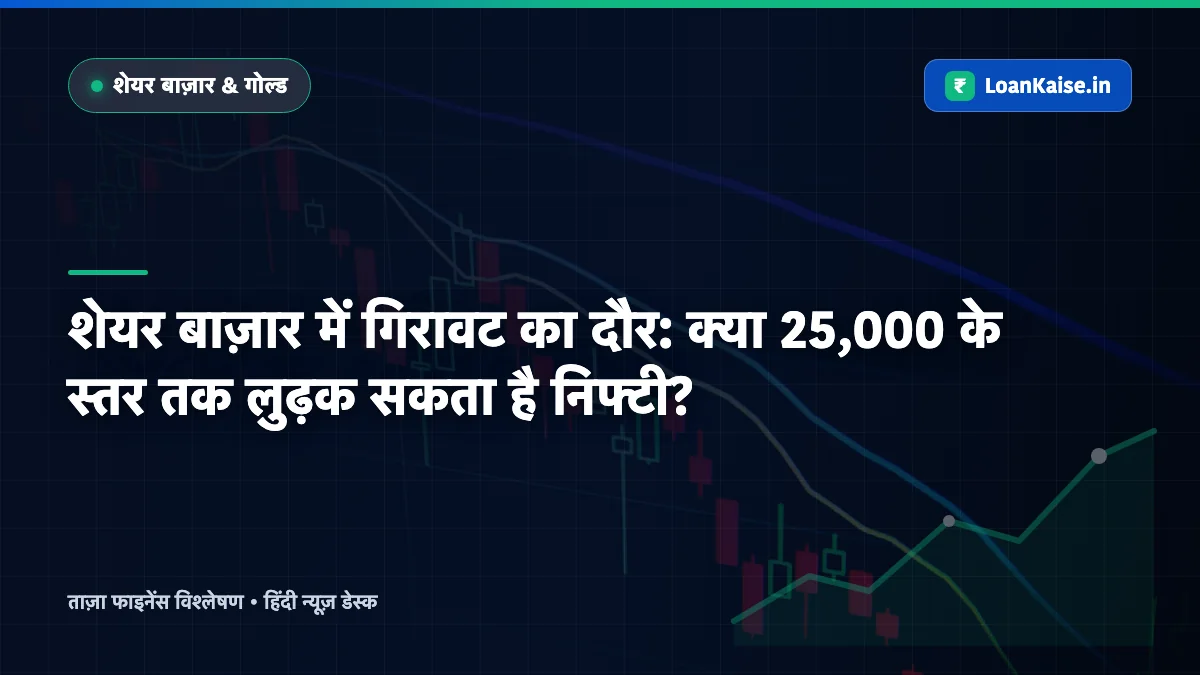 शेयर बाज़ार & गोल्ड
₹ LoanKaise.in
शेयर बाज़ार में गिरावट का दौर: क्या 25,000 के
स्तर तक लुढ़क सकता है निफ्टी?
ताज़ा फाइनेंस विश्लेषण • हिंदी न्यूज़ डेस्क